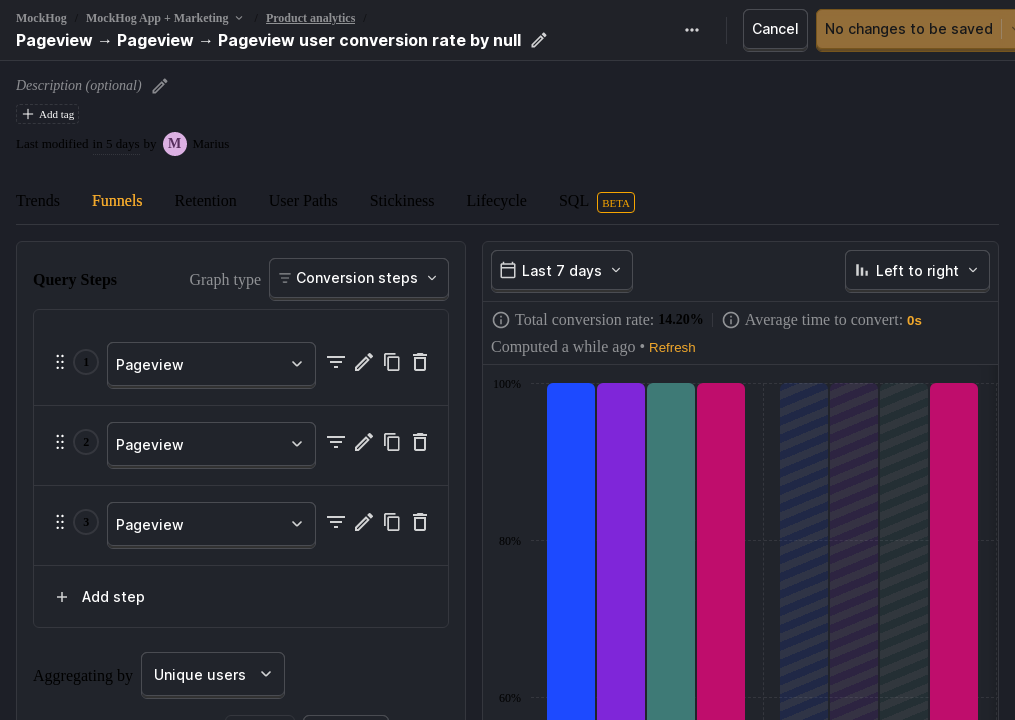 MockHog / MockHog App + Marketing / Product analytics /
Pageview → Pageview → Pageview user conversion rate by null
Cancel
No changes to be saved
Description (optional)
Add tag
Last modified in 5 days by M Marius
Trends Funnels Retention User Paths Stickiness Lifecycle SQL BETA
Query Steps Graph type Conversion steps
1 Pageview
2 Pageview
3 Pageview
Add step
Aggregating by Unique users
Last 7 days Left to right
Total conversion rate: 14.20% Average time to convert: 0s
Computed a while ago • Refresh
100%
80%
60%